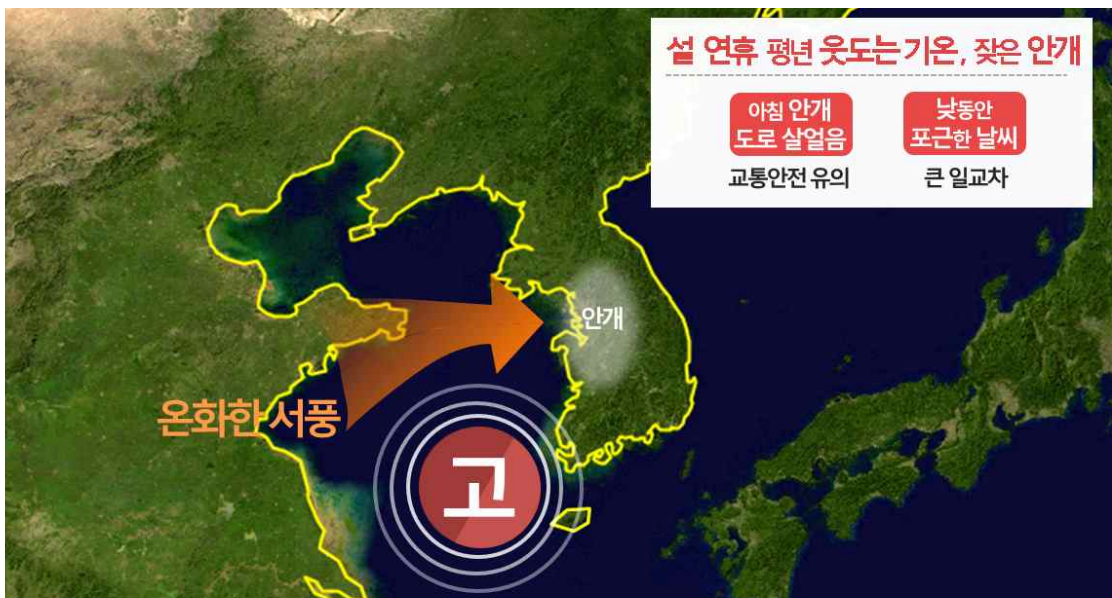 설 연휴 평년 웃도는 기온, 잦은 안개
아침 안개
도로 살얼음
낮동안
포근한 날씨
교통안전 유의
큰 일교차
안개
온화한 서풍
고